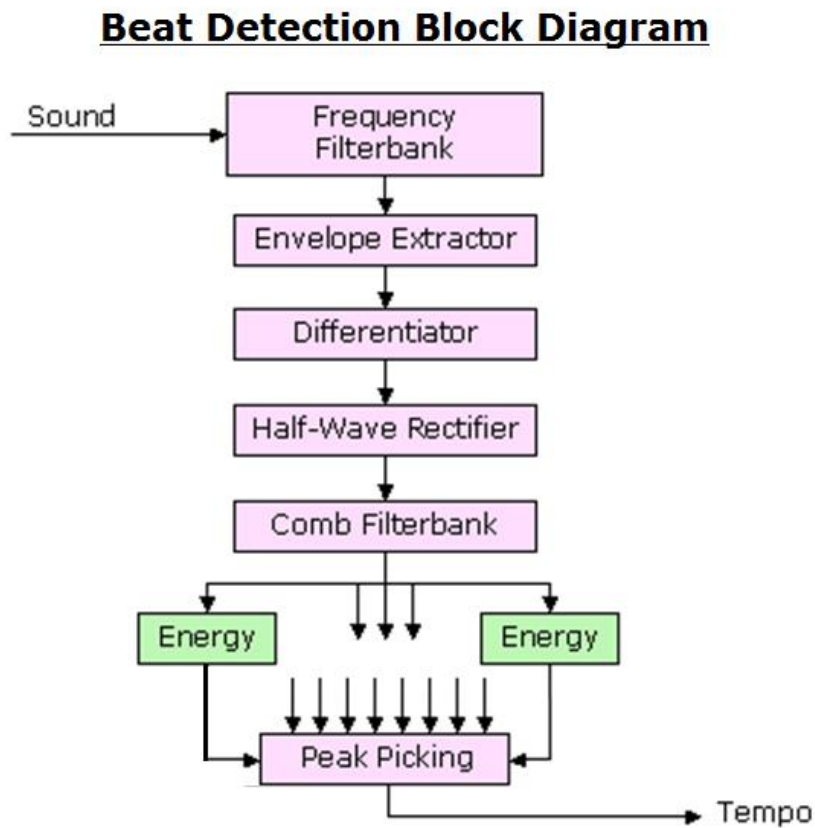 Beat Detection Block Diagram
Sound
Frequency
Filterbank
Envelope Extractor
Differentiator
Half-Wave Rectifier
Comb Filterbank
Energy
Energy
Peak Picking
Tempo